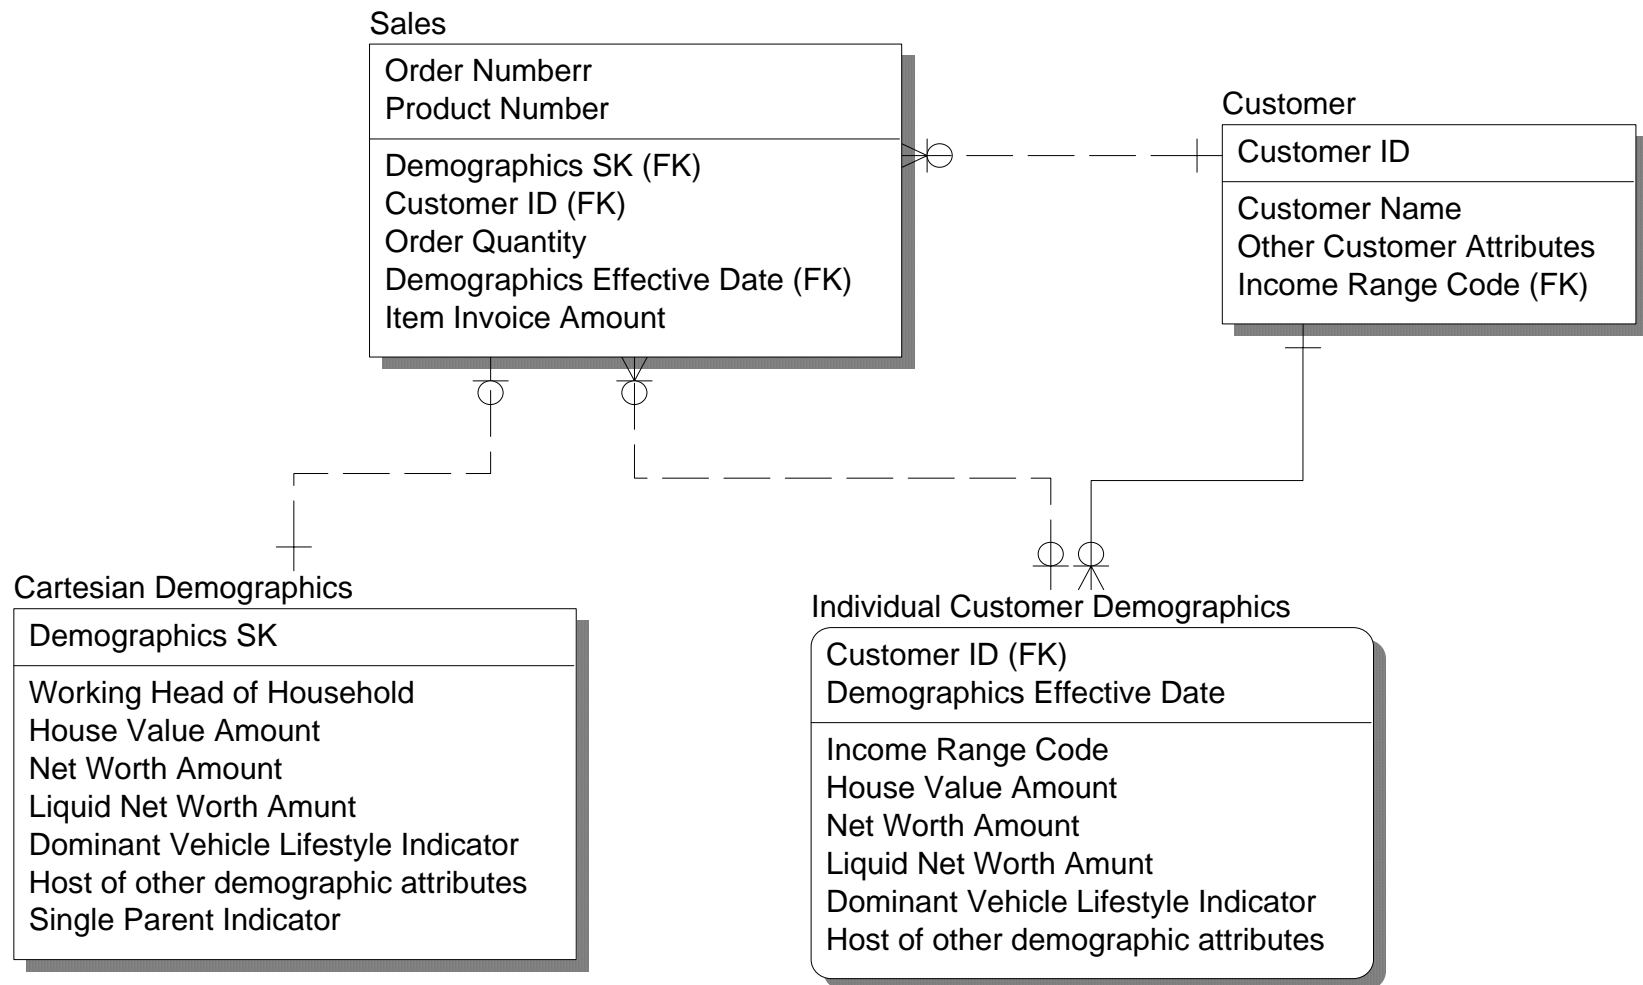 Sales
Order Numberr
Product Number
Demographics SK (FK)
Customer ID (FK)
Order Quantity
Demographics Effective Date (FK)
Item Invoice Amount
Customer
Customer ID
Customer Name
Other Customer Attributes
Income Range Code (FK)
Cartesian Demographics
Demographics SK
Working Head of Household
House Value Amount
Net Worth Amount
Liquid Net Worth Amunt
Dominant Vehicle Lifestyle Indicator
Host of other demographic attributes
Single Parent Indicator
Individual Customer Demographics
Customer ID (FK)
Demographics Effective Date
Income Range Code
House Value Amount
Net Worth Amount
Liquid Net Worth Amunt
Dominant Vehicle Lifestyle Indicator
Host of other demographic attributes